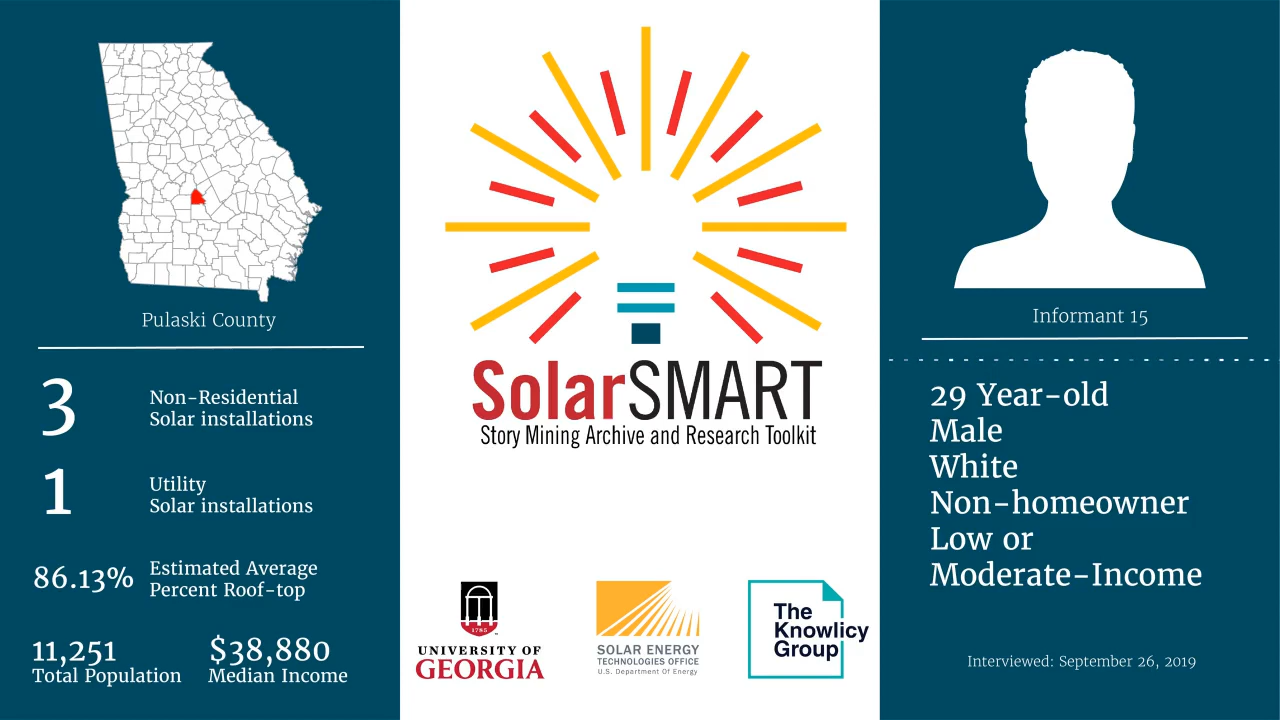 Pulaski County
3
Non-Residential
Solar installations
1
Utility
Solar installations
86.13%
Estimated Average
Percent Roof-top
11,251
Total Population
$38,880
Median Income
SolarSMART
Story Mining Archive and Research Toolkit
1785
UNIVERSITY OF
GEORGIA
SOLAR ENERGY
TECHNOLOGIES OFFICE
U.S. Department Of Energy
The
Knowlicy
Group
Informant 15
29 Year-old
Male
White
Non-homeowner
Low or
Moderate-Income
Interviewed: September 26, 2019